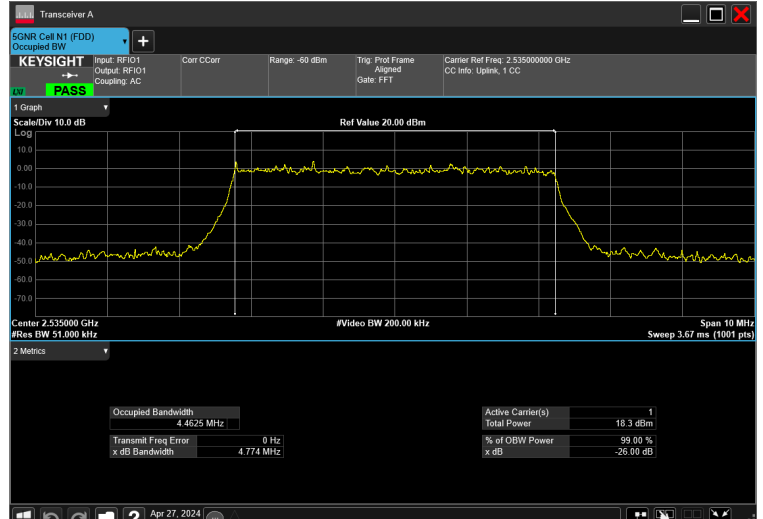 Transceiver A
5GNR Cell N1 (FDD)
Occupied BW
KEYSIGHT
LXI
PASS
Input: RFIO1
Output: RFIO1
Coupling: AC
Corr CCorr
Range: -60 dBm
Trig: Prot Frame
Aligned
Gate: FFT
Carrier Ref Freq: 2.535000000 GHz
CC Info: Uplink, 1 CC
1 Graph
Scale/Div 10.0 dB
Ref Value 20.00 dBm
Log
10.0
0.00
-10.0
-20.0
-30.0
-40.0
-50.0
-60.0
-70.0
Center 2.535000 GHz
#Video BW 200.00 kHz
Span 10 MHz
#Res BW 51.000 kHz
Sweep 3.67 ms (1001 pts)
2 Metrics
Occupied Bandwidth
4.4625 MHz
Transmit Freq Error 0 Hz
x dB Bandwidth 4.774 MHz
Active Carrier(s) 1
Total Power 18.3 dBm
% of OBW Power 99.00 %
x dB -26.00 dB
?
Apr 27, 2024